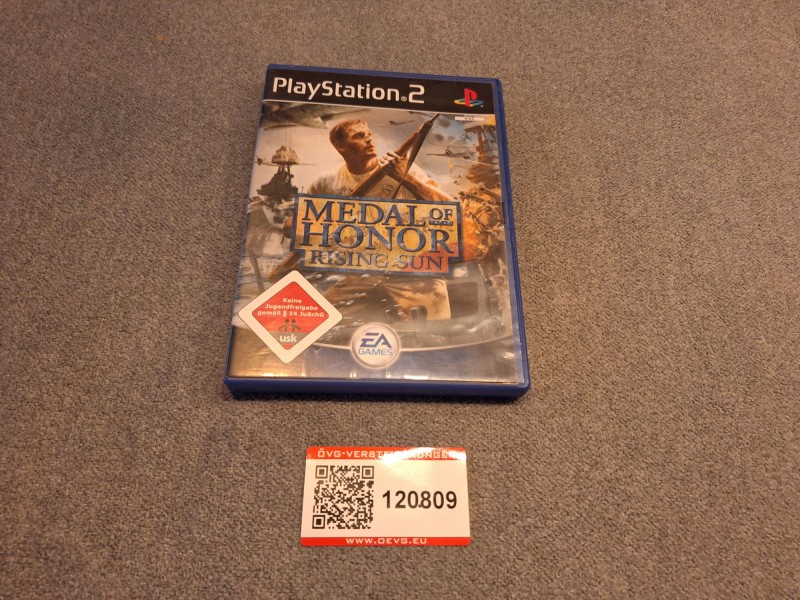 PlayStation®2
MEDAL OF
HONOR
RISING SUN
Keine
Jugendfreigabe
gemäß § 14 JuSchG
usk
EA
GAMES
ÖVG-VERSTEIGERUNGEN
120809
WWW.OEVG.EU